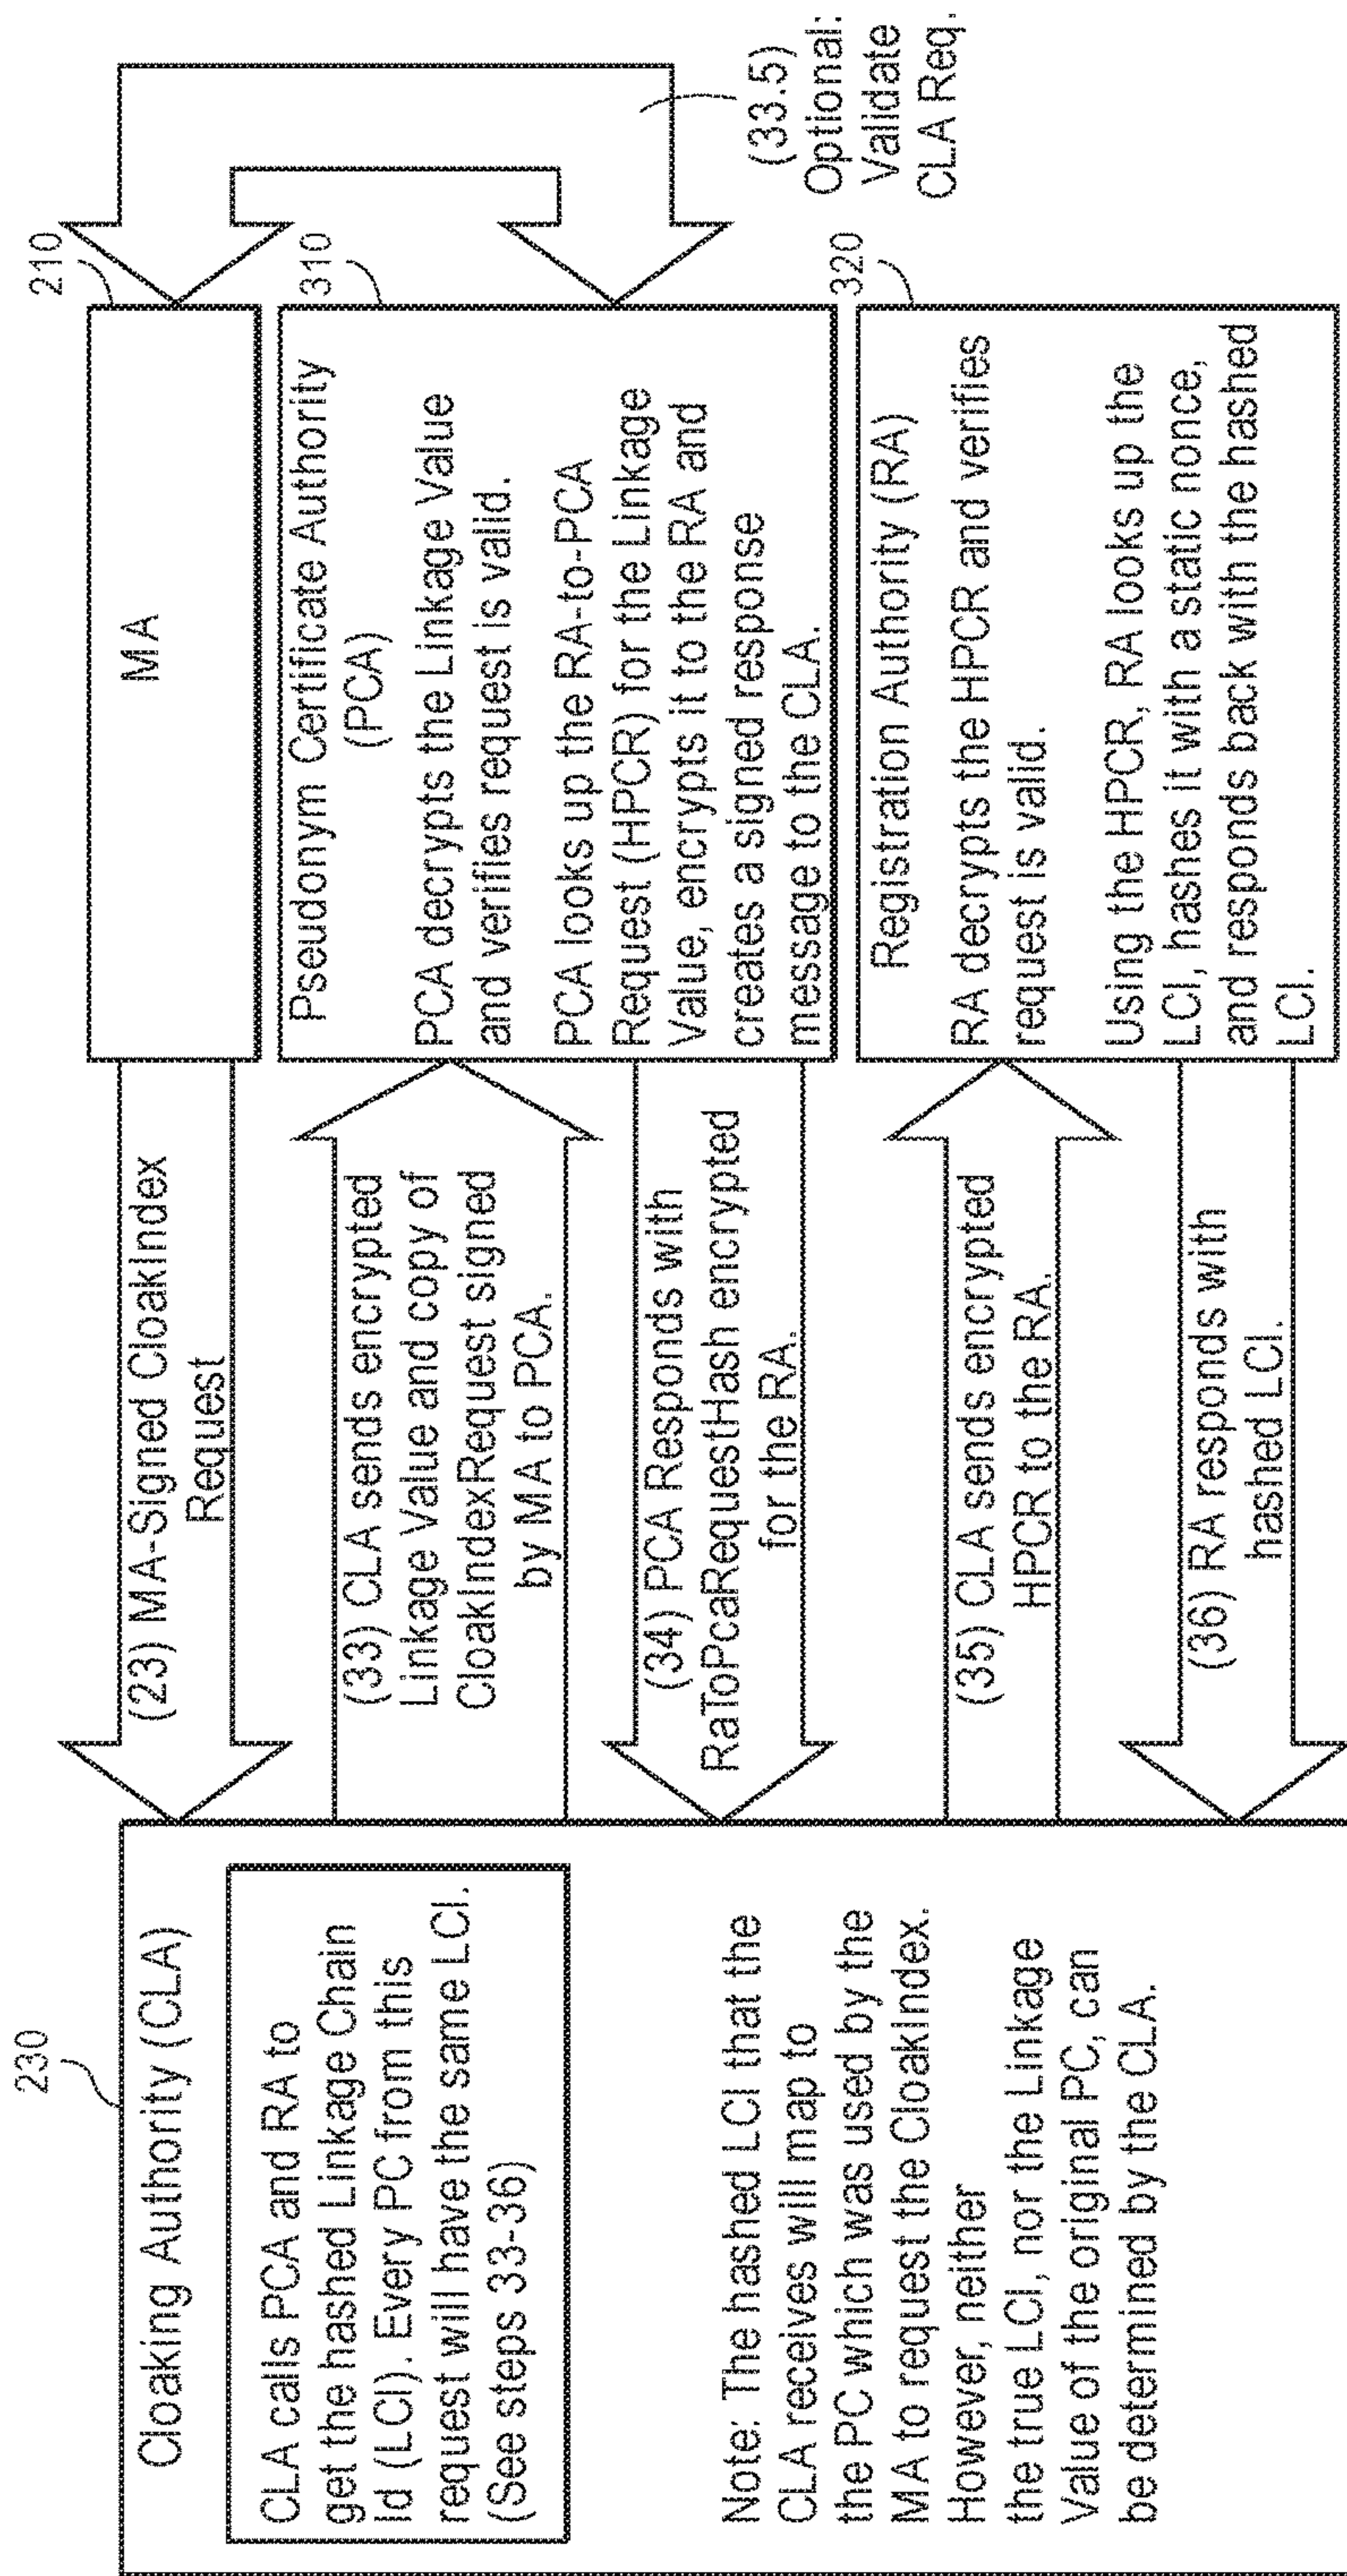 230
Cloaking Authority (CLA)
CLA calls PCA and RA to
get the hashed Linkage Chain
Id (LCI). Every PC from this
request will have the same LCI.
(See steps 33-36)
Note: The hashed LCI that the
CLA receives will map to
the PC which was used by the
MA to request the CloakIndex.
However, neither
the true LCI, nor the Linkage
Value of the original PC, can
be determined by the CLA.
(23) MA-Signed CloakIndex
Request
(33) CLA sends encrypted
Linkage Value and copy of
CloakIndexRequest signed
by MA to PCA.
(34) PCA Responds with
RaToPcaRequestHash encrypted
for the RA.
(35) CLA sends encrypted
HPCR to the RA.
(36) RA responds with
hashed LCI.
210
MA
310
Pseudonym Certificate Authority
(PCA)
PCA decrypts the Linkage Value
and verifies request is valid.
PCA looks up the RA-to-PCA
Request (HPCR) for the Linkage
Value, encrypts it to the RA and
creates a signed response
message to the CLA.
320
Registration Authority (RA)
RA decrypts the HPCR and verifies
request is valid.
Using the HPCR, RA looks up the
LCI, hashes it with a static nonce,
and responds back with the hashed
LCI.
(33.5)
Optional:
Validate
CLA Req.